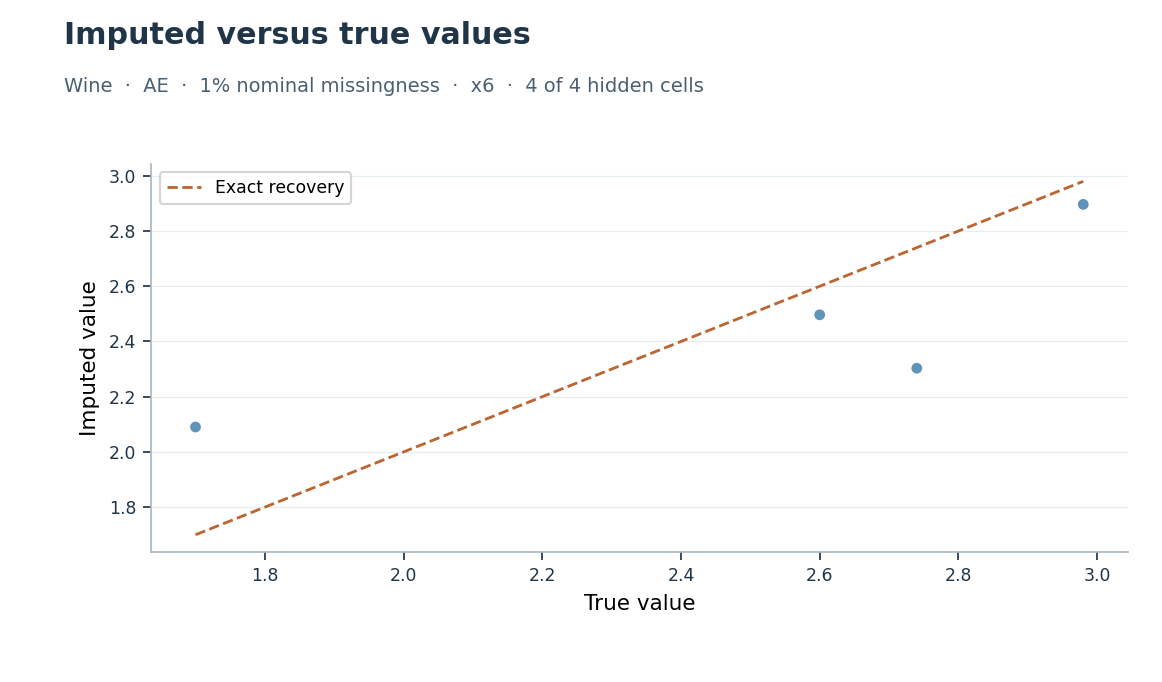 Imputed versus true values
Wine · AE · 1% nominal missingness · x6 · 4 of 4 hidden cells
Exact recovery
Imputed value
3.0
2.8
2.6
2.4
2.2
2.0
1.8
1.8 2.0 2.2 2.4 2.6 2.8 3.0
True value